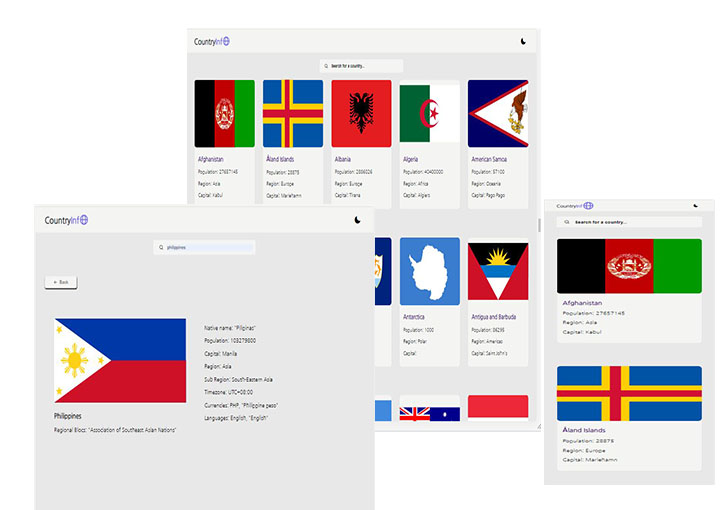 CountryInf
Search for a country...
Afghanistan
Population: 27657145
Region: Asia
Capital: Kabul
Åland Islands
Population: 28875
Region: Europe
Capital: Mariehamn
Albania
Population: 2886026
Region: Europe
Capital: Tirana
Algeria
Population: 40400000
Region: Africa
Capital: Algiers
American Samoa
Population: 57100
Region: Oceania
Capital: Pago Pago
Antarctica
Population: 1000
Region: Polar
Capital:
Antigua and Barbuda
Population: 86295
Region: Americas
Capital: Saint John's
CountryInf
philippines
← Back
Philippines
Regional Blocs: "Association of Southeast Asian Nations"
Native name: "Pilipinas"
Population: 103279800
Capital: Manila
Region: Asia
Sub Region: South-Eastern Asia
Timezone: UTC+08:00
Currencies: PHP, "Philippine peso"
Languages: English, "English"
CountryInf
Search for a country...
Afghanistan
Population: 27657145
Region: Asia
Capital: Kabul
Åland Islands
Population: 28875
Region: Europe
Capital: Mariehamn